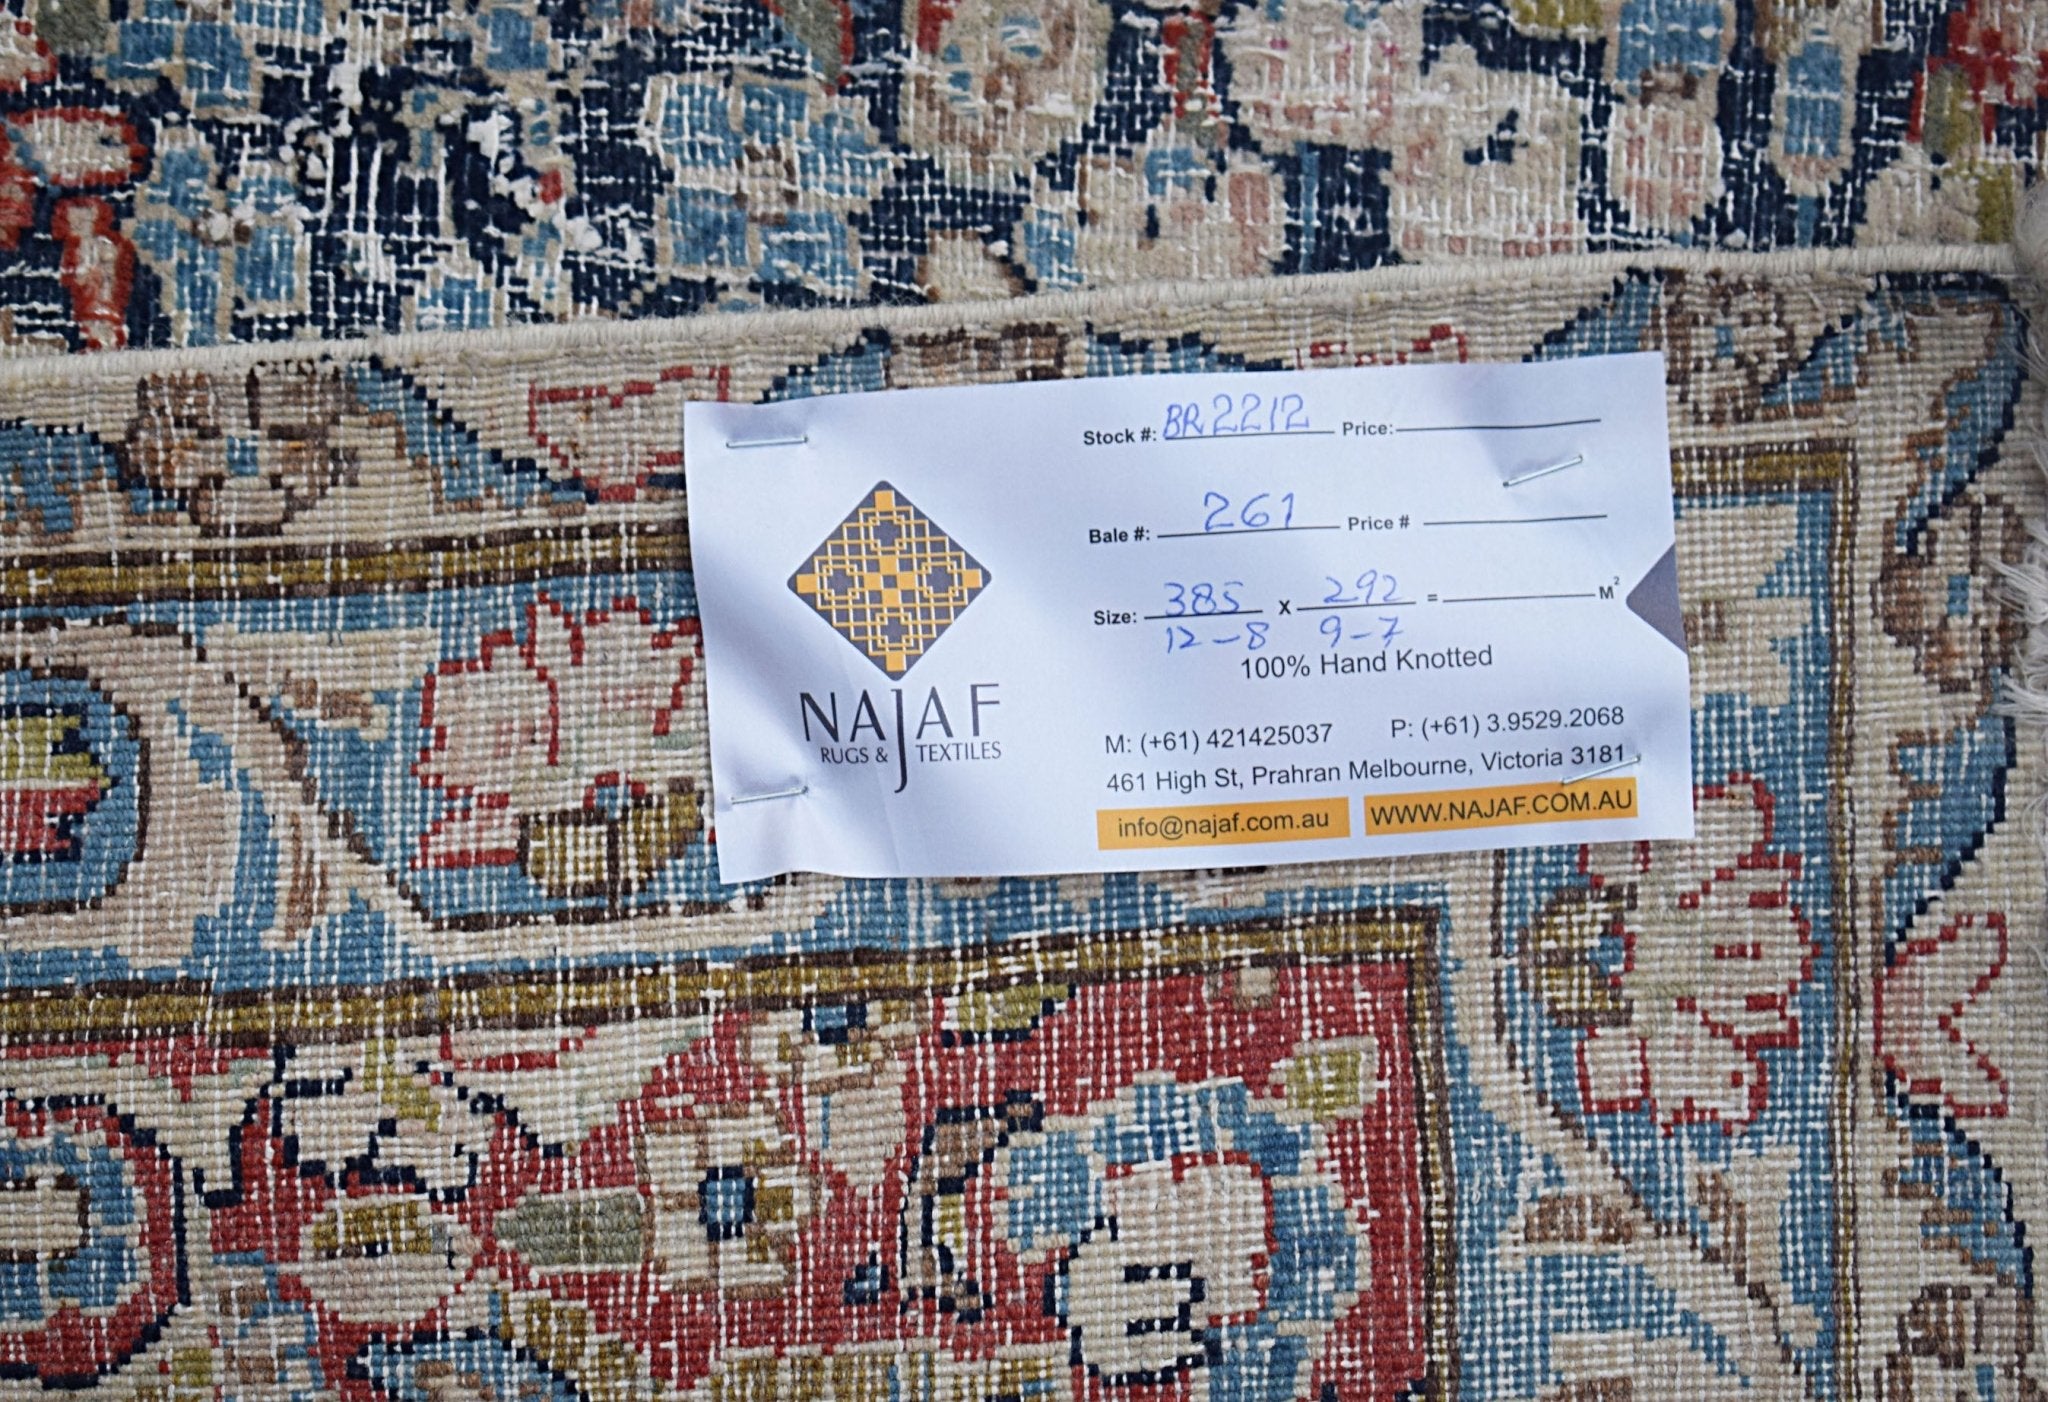 Stock #: BR2212 Price:
Bale #: 261 Price #
Size: 385 X 292 = M²
12-8 9-7
100% Hand Knotted
NAJAF
RUGS & TEXTILES
M: (+61) 421425037 P: (+61) 3.9529.2068
461 High St, Prahran Melbourne, Victoria 3181
info@najaf.com.au WWW.NAJAF.COM.AU